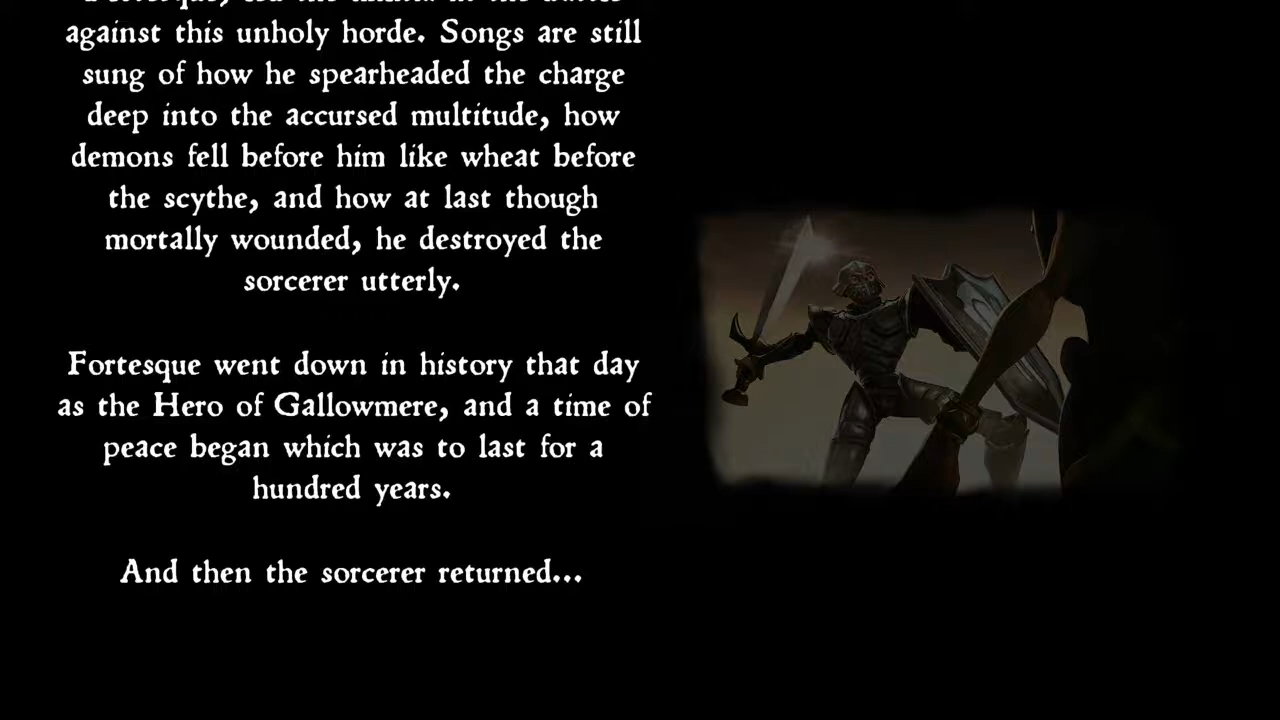 against this unholy horde. Songs are still
sung of how he spearheaded the charge
deep into the accursed multitude, how
demons fell before him like wheat before
the scythe, and how at last though
mortally wounded, he destroyed the
sorcerer utterly.
Fortesque went down in history that day
as the Hero of Gallowmere, and a time of
peace began which was to last for a
hundred years.
And then the sorcerer returned...